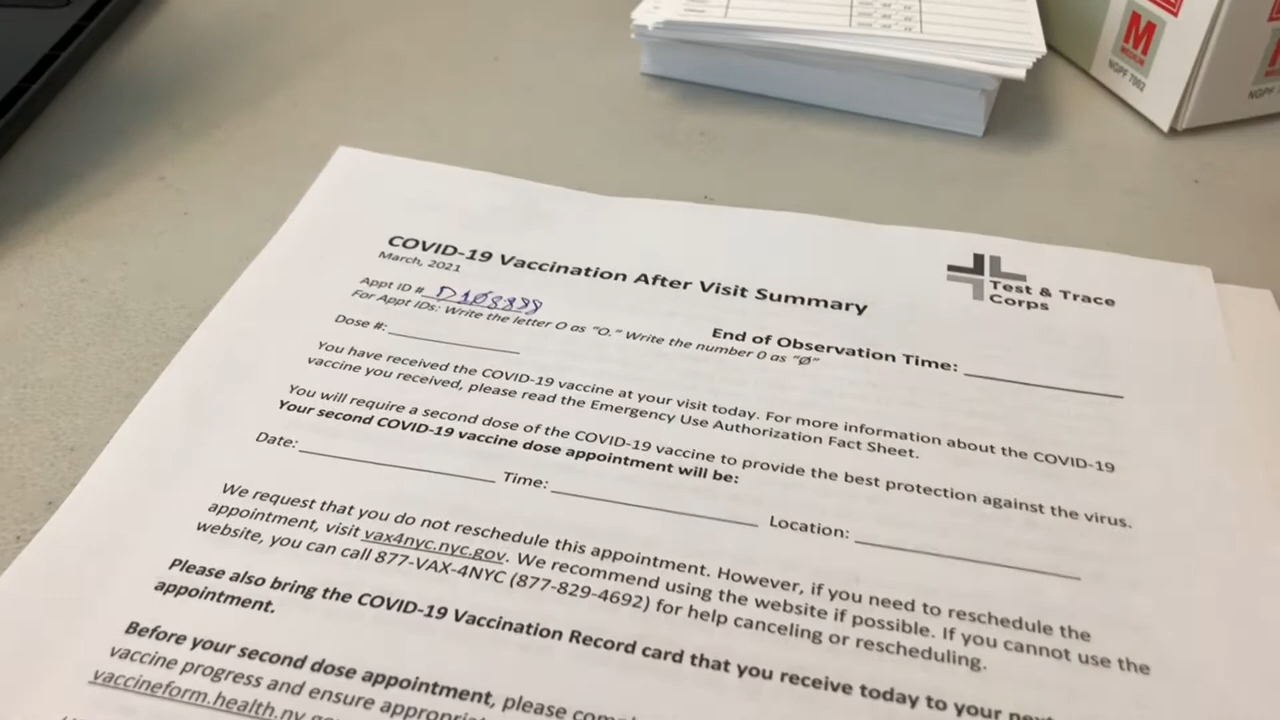 M
MEDIUM
NGPF 7002
COVID-19 Vaccination After Visit Summary
March, 2021
Test & Trace
Corps
Appt ID #
For Appt IDs: Write the letter O as "O." Write the number 0 as "Ø"
End of Observation Time:
Dose #:
You have received the COVID-19 vaccine at your visit today. For more information about the COVID-19
vaccine you received, please read the Emergency Use Authorization Fact Sheet.
You will require a second dose of the COVID-19 vaccine to provide the best protection against the virus.
Your second COVID-19 vaccine dose appointment will be:
Date: Time: Location:
We request that you do not reschedule this appointment. However, if you need to reschedule the
appointment, visit vax4nyc.nyc.gov. We recommend using the website if possible. If you cannot use the
website, you can call 877-VAX-4NYC (877-829-4692) for help canceling or rescheduling.
Please also bring the COVID-19 Vaccination Record card that you receive today to your next
appointment.
Before your second dose appointment, please
vaccine progress and ensure
vaccineform.health.ny